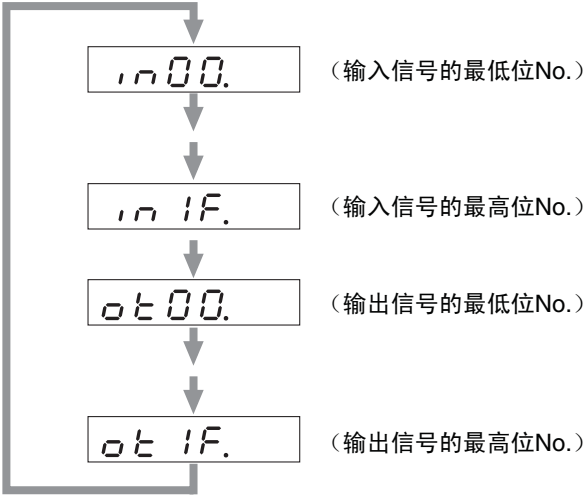 in00.
（输入信号的最低位No.）
in1F.
（输入信号的最高位No.）
ot00.
（输出信号的最低位No.）
ot1F.
（输出信号的最高位No.）